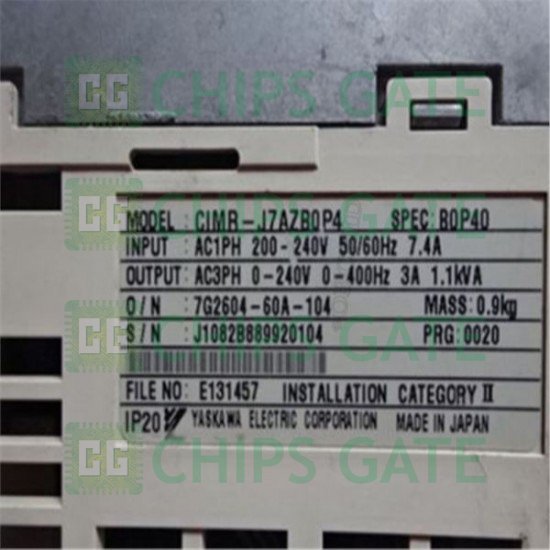 CG CHIPS GATE
MODEL : CIMR-J7AZB0P4 SPEC: B0P40
INPUT : AC1PH 200-240V 50/60Hz 7.4A
OUTPUT: AC3PH 0-240V 0-400Hz 3A 1.1kVA
O/N : 7G2604-60A-104 MASS: 0.9kg
S/N : J1082B889920104 PRG: 0020
FILE NO: E131457 INSTALLATION CATEGORY II
IP20 YASKAWA ELECTRIC CORPORATION MADE IN JAPAN
CG CHIPS GATE